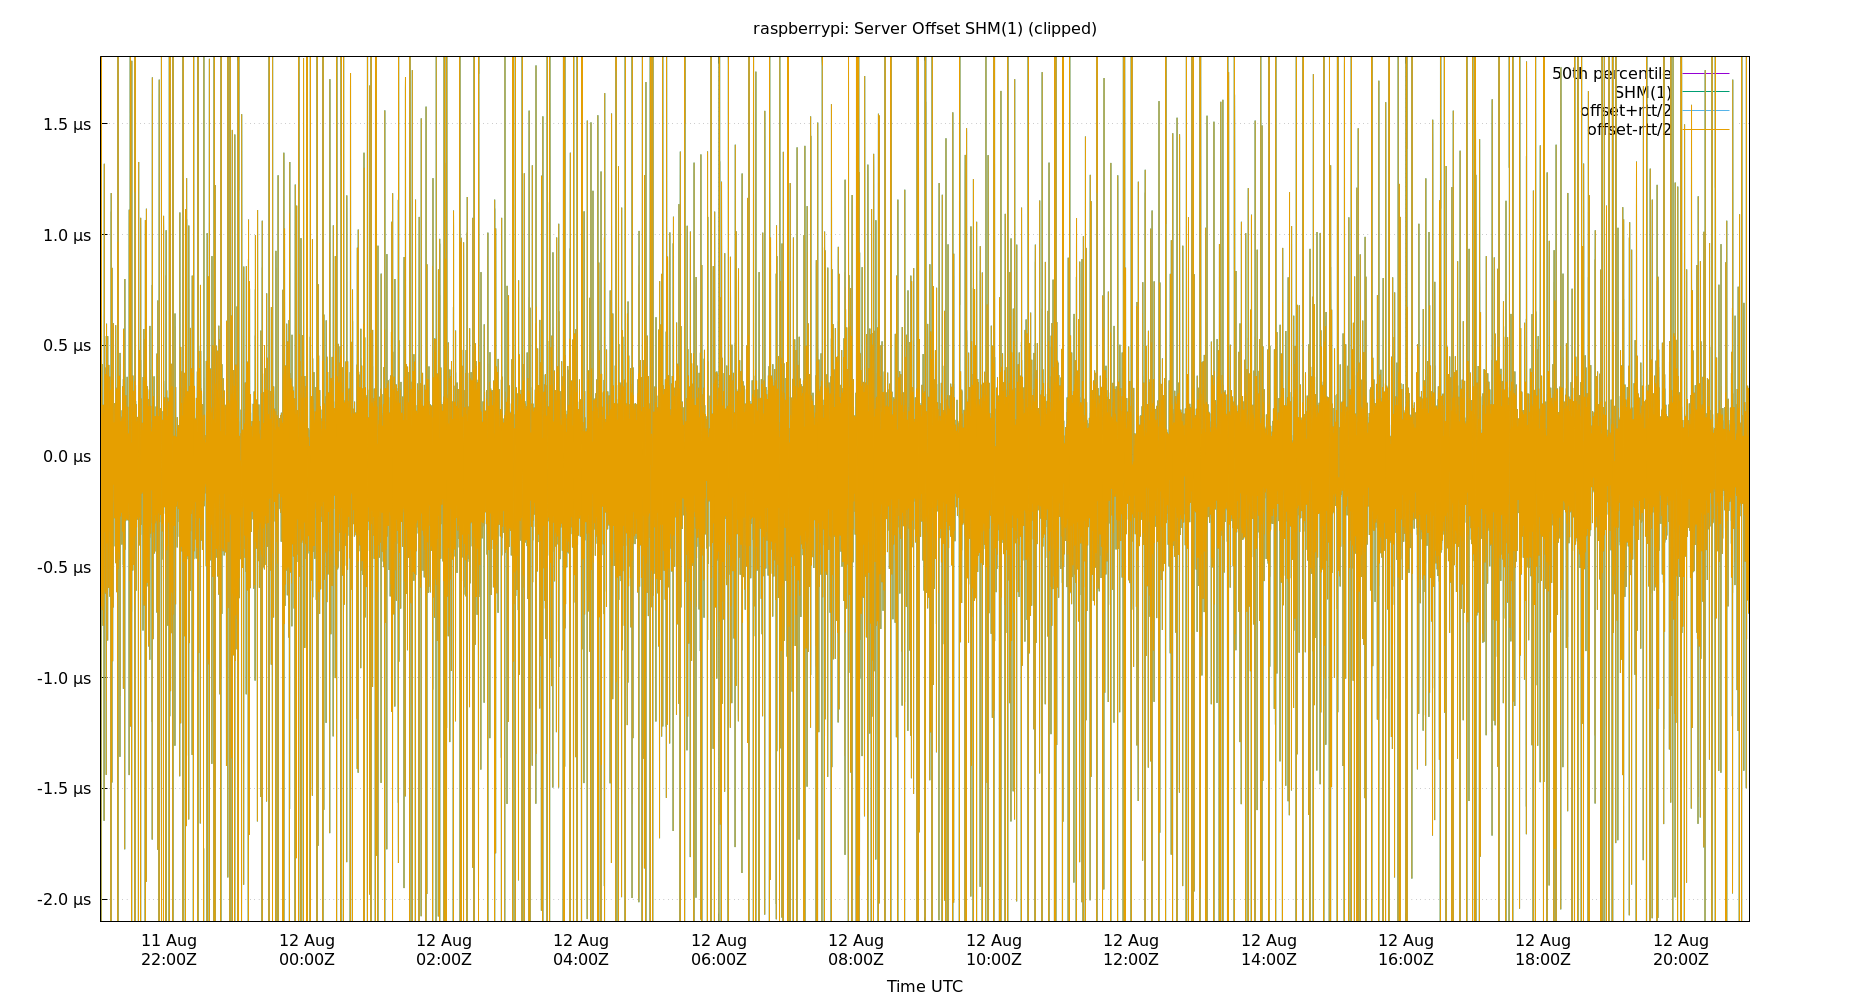 raspberrypi: Server Offset SHM(1) (clipped)
50th percentile
SHM(1)
offset+rtt/2
offset-rtt/2
1.5 µs
1.0 µs
0.5 µs
0.0 µs
-0.5 µs
-1.0 µs
-1.5 µs
-2.0 µs
11 Aug 12 Aug 12 Aug 12 Aug 12 Aug 12 Aug 12 Aug 12 Aug 12 Aug 12 Aug 12 Aug 12 Aug
22:00Z 00:00Z 02:00Z 04:00Z 06:00Z 08:00Z 10:00Z 12:00Z 14:00Z 16:00Z 18:00Z 20:00Z
Time UTC